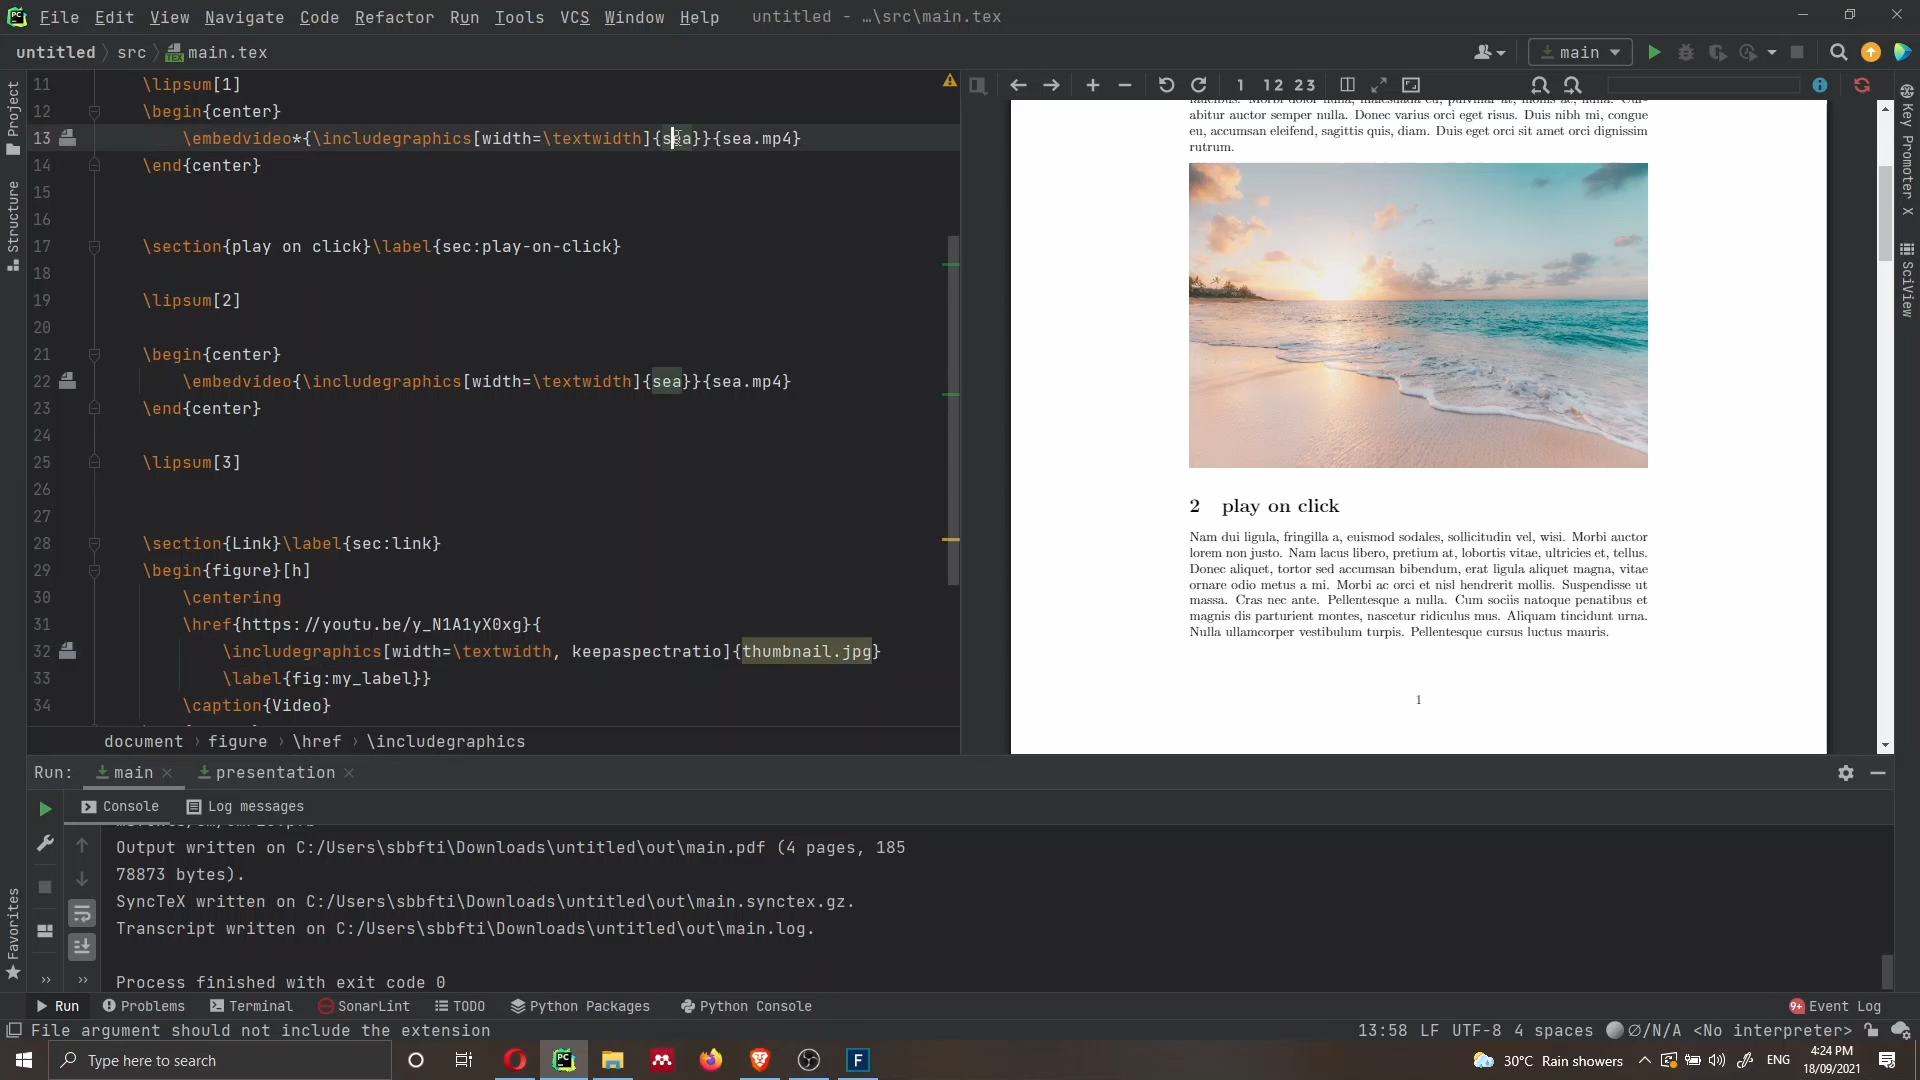 File Edit View Navigate Code Refactor Run Tools VCS Window Help untitled - …\src\main.tex
untitled src main.tex main
Project
Structure
Favorites
11 \lipsum[1]
12 \begin{center}
13 \embedvideo*{\includegraphics[width=\textwidth]{sea}}{sea.mp4}
14 \end{center}
15
16
17 \section{play on click}\label{sec:play-on-click}
18
19 \lipsum[2]
20
21 \begin{center}
22 \embedvideo{\includegraphics[width=\textwidth]{sea}}{sea.mp4}
23 \end{center}
24
25 \lipsum[3]
26
27
28 \section{Link}\label{sec:link}
29 \begin{figure}[h]
30 \centering
31 \href{https://youtu.be/y_N1A1yX0xg}{
32 \includegraphics[width=\textwidth, keepaspectratio]{thumbnail.jpg}
33 \label{fig:my_label}}
34 \caption{Video}
document › figure › \href › \includegraphics
1 12 23
abitur auctor semper nulla. Donec varius orci eget risus. Duis nibh mi, congue
eu, accumsan eleifend, sagittis quis, diam. Duis eget orci sit amet orci dignissim
rutrum.
2 play on click
Nam dui ligula, fringilla a, euismod sodales, sollicitudin vel, wisi. Morbi auctor
lorem non justo. Nam lacus libero, pretium at, lobortis vitae, ultricies et, tellus.
Donec aliquet, tortor sed accumsan bibendum, erat ligula aliquet magna, vitae
ornare odio metus a mi. Morbi ac orci et nisl hendrerit mollis. Suspendisse ut
massa. Cras nec ante. Pellentesque a nulla. Cum sociis natoque penatibus et
magnis dis parturient montes, nascetur ridiculus mus. Aliquam tincidunt urna.
Nulla ullamcorper vestibulum turpis. Pellentesque cursus luctus mauris.
1
Key Promoter X
SciView
Run: main presentation
Console Log messages
Output written on C:/Users\sbbfti\Downloads\untitled\out\main.pdf (4 pages, 185
78873 bytes).
SyncTeX written on C:/Users\sbbfti\Downloads\untitled\out\main.synctex.gz.
Transcript written on C:/Users\sbbfti\Downloads\untitled\out\main.log.
Process finished with exit code 0
Run Problems Terminal SonarLint TODO Python Packages Python Console 9+ Event Log
File argument should not include the extension 13:58 LF UTF-8 4 spaces Ø/N/A <No interpreter>
Type here to search 30°C Rain showers ENG 4:24 PM
18/09/2021